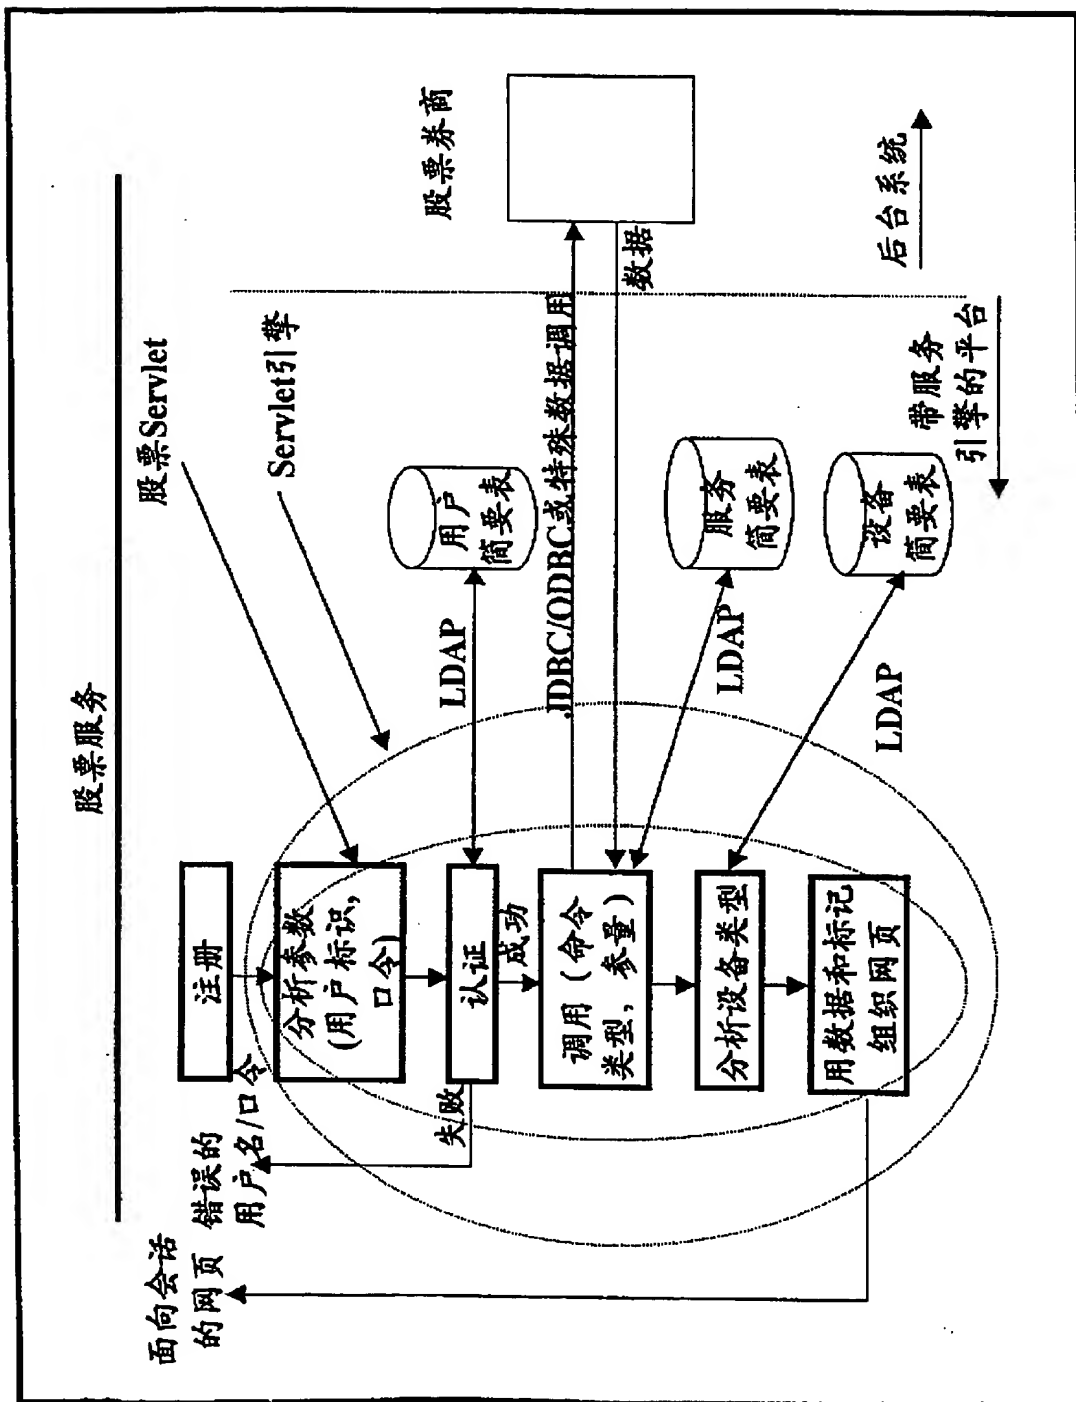 股票服务
面向会话
的网页
错误的
用户名/口令
注册
股票Servlet
分析参数
(用户标识,
口令)
Servlet引擎
失败
认证
成功
LDAP
用户
简要表
股票券商
调用（命令
类型，参量）
JDBC/ODBC或特殊数据调用
数据
分析设备类型
LDAP
服务
简要表
用数据和标记
组织网页
LDAP
设备
简要表
带服务
引擎的平台
后台系统